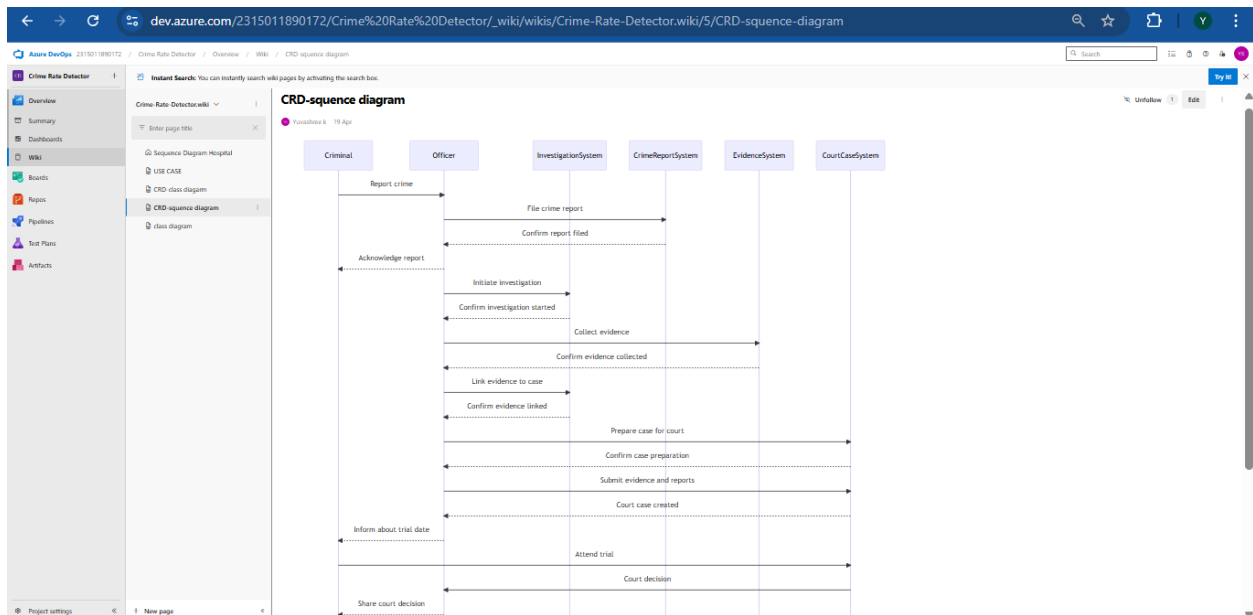 dev.azure.com/2315011890172/Crime%20Rate%20Detector/_wiki/wikis/Crime-Rate-Detector.wiki/5/CRD-squence-diagram
Y
Azure DevOps 2315011890172 / Crime Rate Detector / Overview / Wiki / CRD-squence diagram
Search
Crime Rate Detector
Instant Search: You can instantly search wiki pages by activating the search box.
Try it!
Overview
Summary
Dashboards
Wiki
Boards
Repos
Pipelines
Test Plans
Artifacts
Project settings
Crime-Rate-Detector.wiki
Enter page title
Sequence Diagram Hospital
USE CASE
CRD-class diagarm
CRD-squence diagram
class diagram
New page
CRD-squence diagram
Unfollow 1 Edit
Yuvashree k 19 Apr
Criminal Officer InvestigationSystem CrimeReportSystem EvidenceSystem CourtCaseSystem
Report crime
File crime report
Confirm report filed
Acknowledge report
Initiate investigation
Confirm investigation started
Collect evidence
Confirm evidence collected
Link evidence to case
Confirm evidence linked
Prepare case for court
Confirm case preparation
Submit evidence and reports
Court case created
Inform about trial date
Attend trial
Court decision
Share court decision